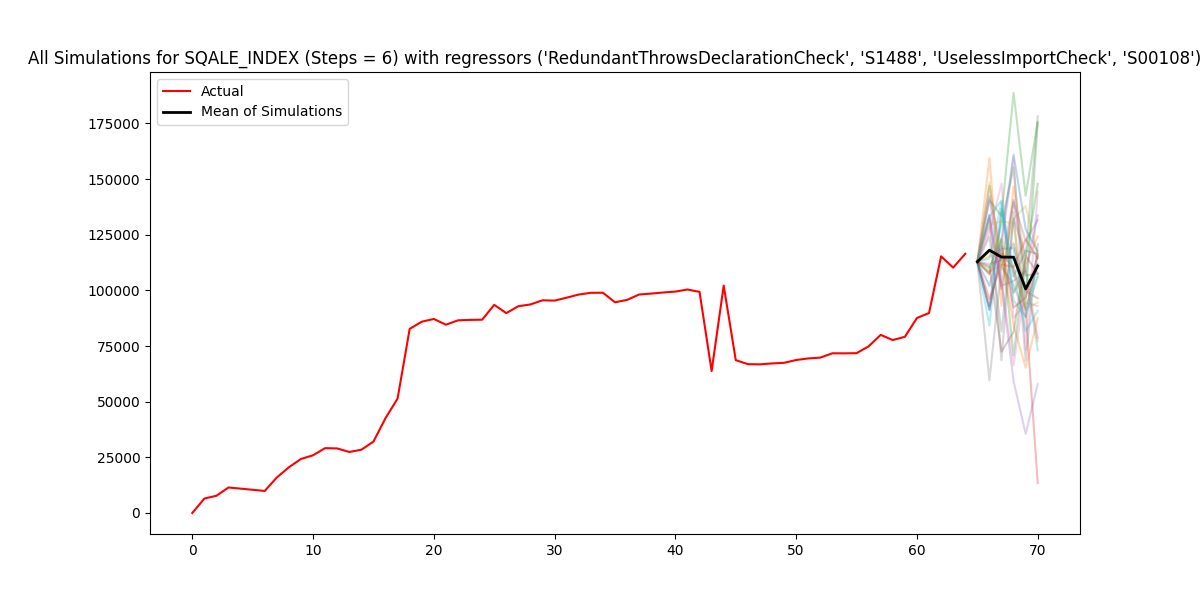 All Simulations for SQALE_INDEX (Steps = 6) with regressors ('RedundantThrowsDeclarationCheck', 'S1488', 'UselessImportCheck', 'S00108')
Actual
Mean of Simulations
175000
150000
125000
100000
75000
50000
25000
0
0 10 20 30 40 50 60 70